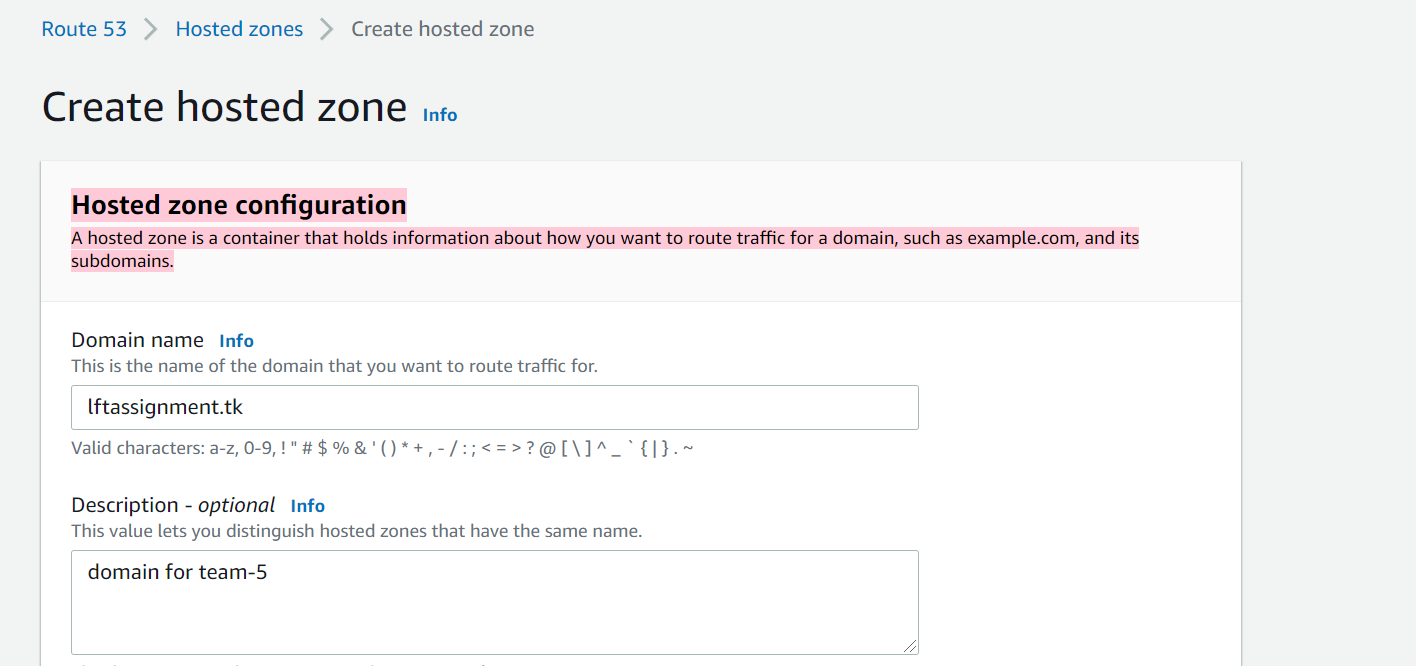 Route 53 > Hosted zones > Create hosted zone
Create hosted zone Info
Hosted zone configuration
A hosted zone is a container that holds information about how you want to route traffic for a domain, such as example.com, and its
subdomains.
Domain name Info
This is the name of the domain that you want to route traffic for.
lftassignment.tk
Valid characters: a-z, 0-9, ! " # $ % & ' ( ) * + , - / : ; < = > ? @ [ \ ] ^ _ ` { | } . ~
Description - optional Info
This value lets you distinguish hosted zones that have the same name.
domain for team-5